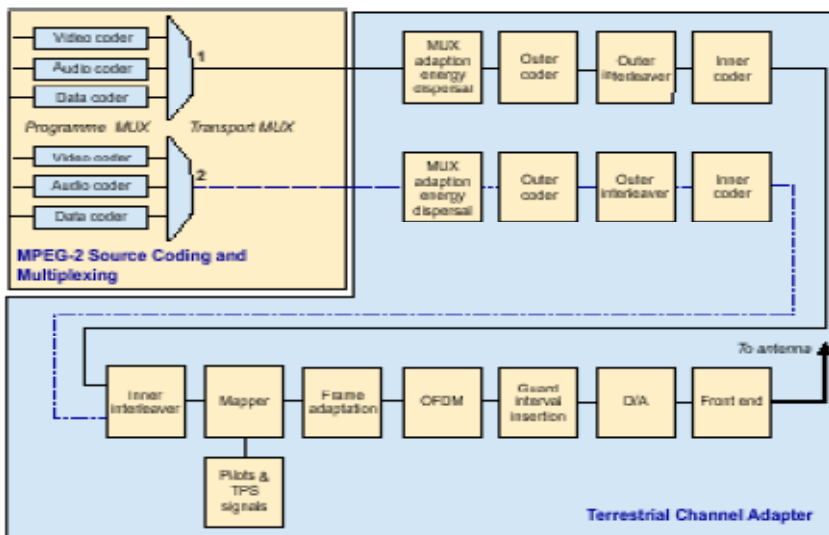 Video coder
Audio coder
Data coder
1
Programme MUX
Transport MUX
Video coder
Audio coder
Data coder
2
MPEG-2 Source Coding and
Multiplexing
MUX
adaption
energy
dispersal
Outer
coder
Outer
interleaver
Inner
coder
MUX
adaption
energy
dispersal
Outer
coder
Outer
interleaver
Inner
coder
To antenna
Inner
interleaver
Mapper
Frame
adaptation
OFDM
Guard
interval
insertion
D/A
Front end
Pilots &
TPS
signals
Terrestrial Channel Adapter